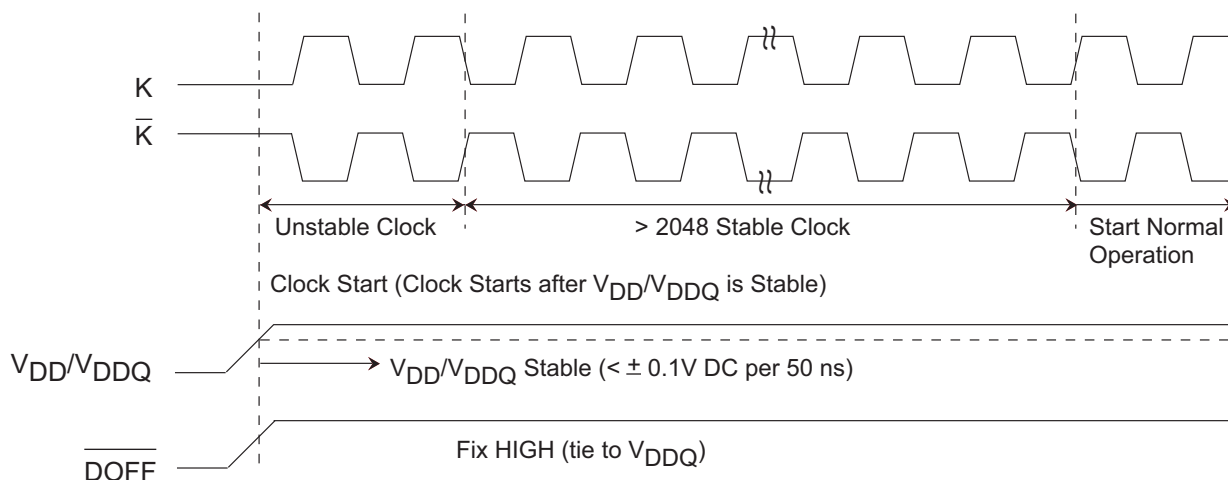 K
K̅
Unstable Clock
> 2048 Stable Clock
Start Normal
Operation
Clock Start (Clock Starts after VDD/VDDQ is Stable)
VDD/VDDQ
VDD/VDDQ Stable (< ± 0.1V DC per 50 ns)
Fix HIGH (tie to VDDQ)
D̅O̅F̅F̅